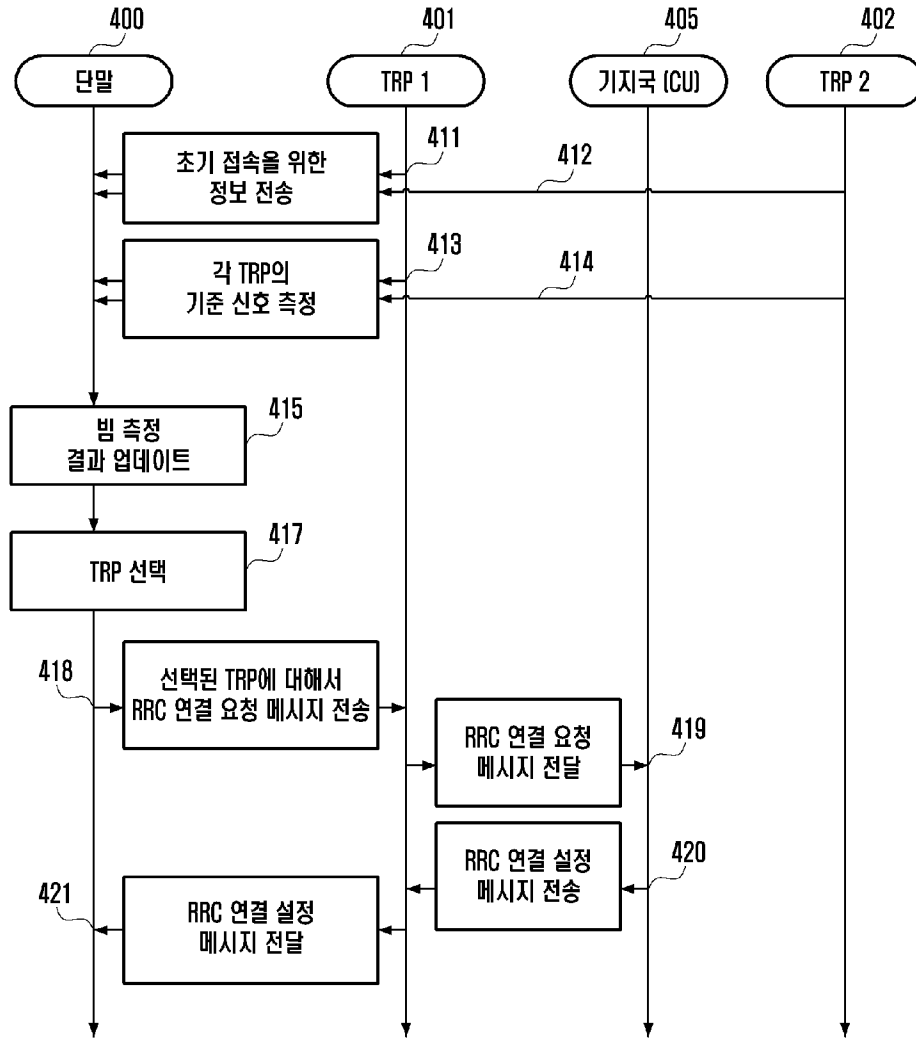 400
401
405
402
단말
TRP 1
기지국 (CU)
TRP 2
초기 접속을 위한
정보 전송
411
412
각 TRP의
기준 신호 측정
413
414
빔 측정
결과 업데이트
415
TRP 선택
417
418
선택된 TRP에 대해서
RRC 연결 요청 메시지 전송
RRC 연결 요청
메시지 전달
419
RRC 연결 설정
메시지 전송
420
421
RRC 연결 설정
메시지 전달